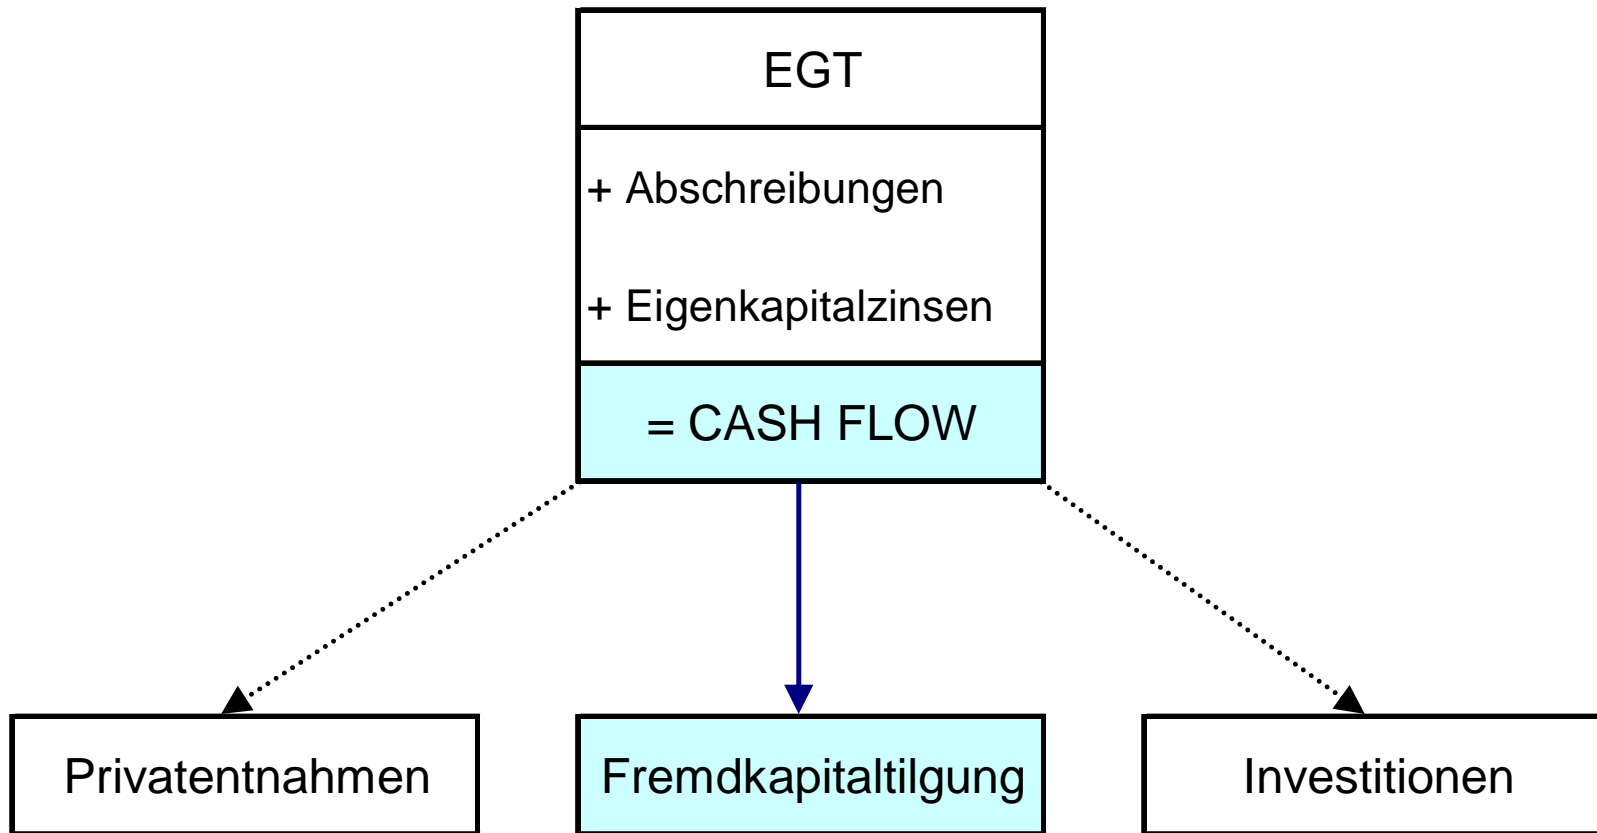 EGT
+ Abschreibungen
+ Eigenkapitalzinsen
= CASH FLOW
Privatentnahmen
Fremdkapitaltilgung
Investitionen